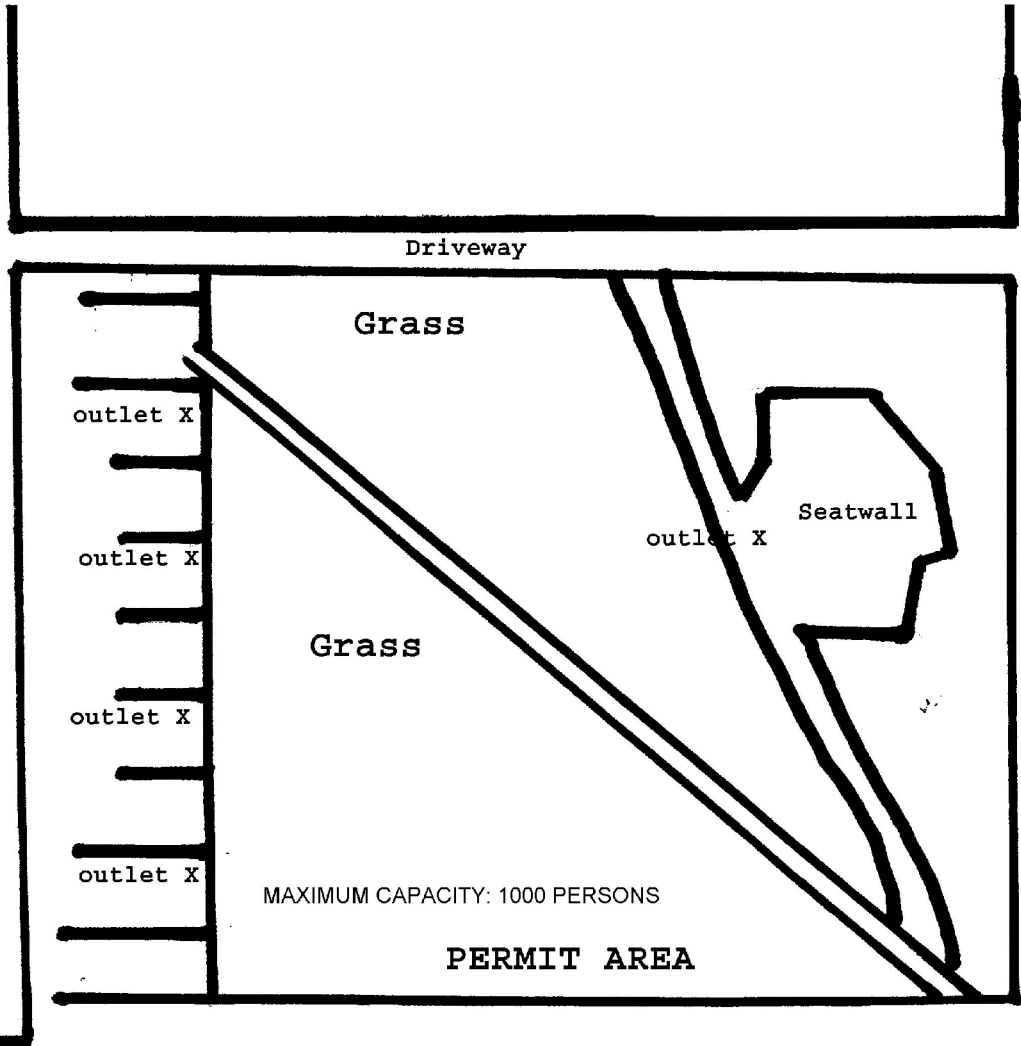 Driveway
Grass
outlet X
Seatwall
outlet X
outlet X
Grass
outlet X
outlet X
MAXIMUM CAPACITY: 1000 PERSONS
PERMIT AREA